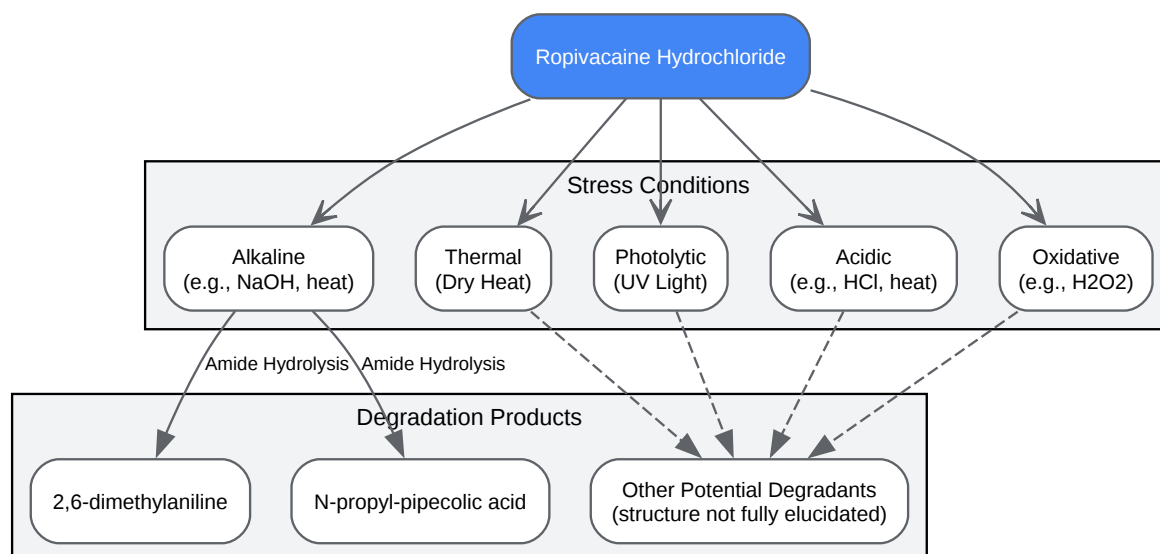 Ropivacaine Hydrochloride
Stress Conditions
Alkaline
(e.g., NaOH, heat)
Thermal
(Dry Heat)
Photolytic
(UV Light)
Acidic
(e.g., HCl, heat)
Oxidative
(e.g., H2O2)
Amide Hydrolysis
Amide Hydrolysis
Degradation Products
2,6-dimethylaniline
N-propyl-pipecolic acid
Other Potential Degradants
(structure not fully elucidated)